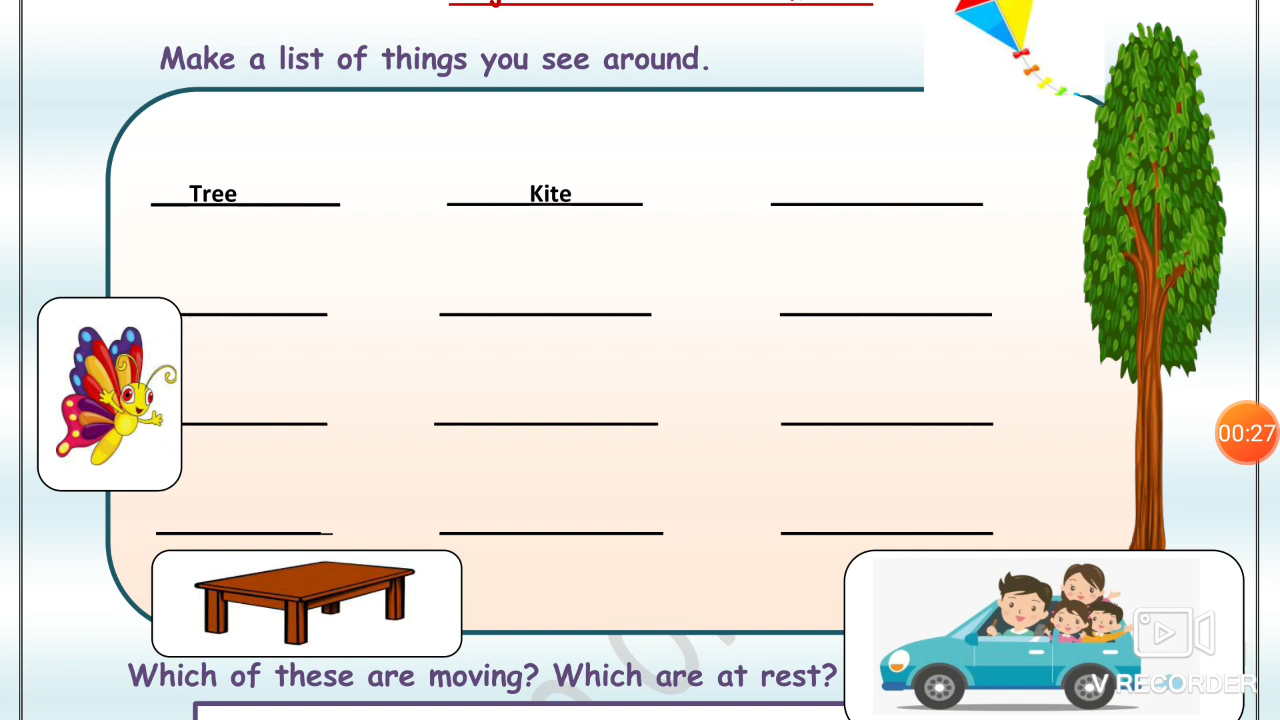 Make a list of things you see around.
Tree Kite
00:27
Which of these are moving? Which are at rest?
V RECORDER